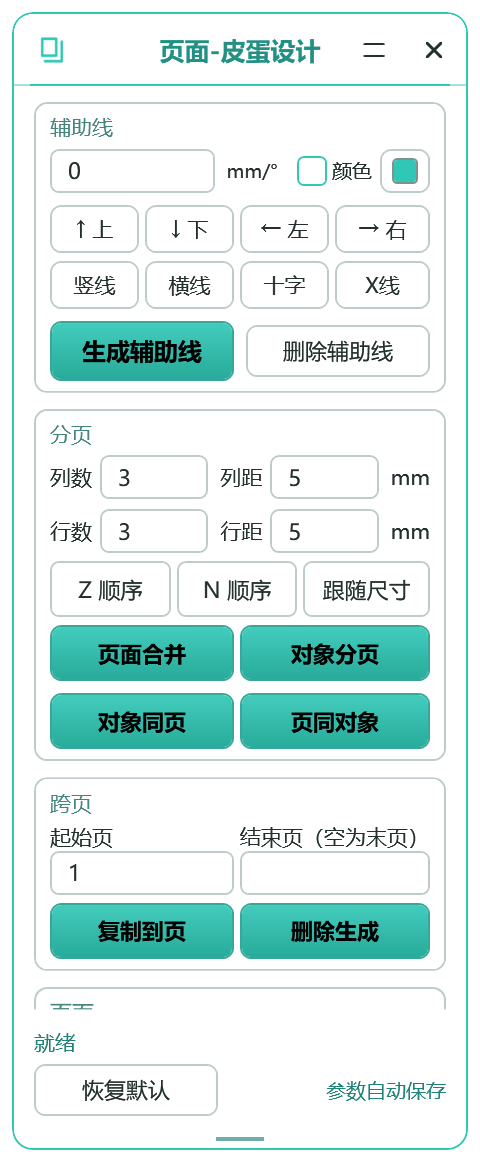 页面-皮蛋设计
辅助线
0 mm/° 颜色
↑上 ↓下 ←左 →右
竖线 横线 十字 X线
生成辅助线 删除辅助线
分页
列数 3 列距 5 mm
行数 3 行距 5 mm
Z 顺序 N 顺序 跟随尺寸
页面合并 对象分页
对象同页 页同对象
跨页
起始页 结束页（空为末页）
1
复制到页 删除生成
就绪
恢复默认 参数自动保存